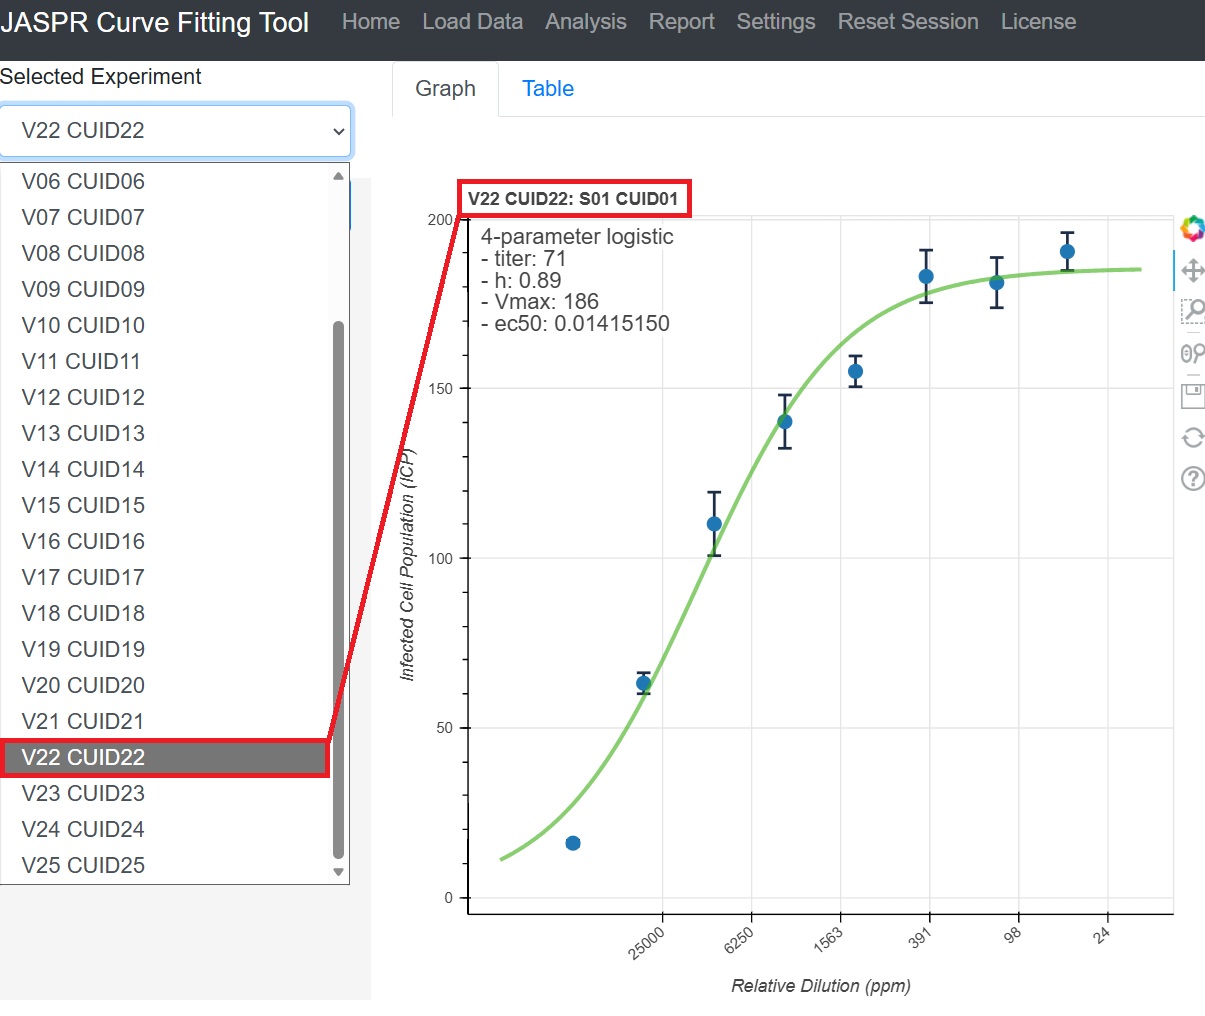 JASPR Curve Fitting Tool Home Load Data Analysis Report Settings Reset Session License
Selected Experiment
V22 CUID22
V06 CUID06
V07 CUID07
V08 CUID08
V09 CUID09
V10 CUID10
V11 CUID11
V12 CUID12
V13 CUID13
V14 CUID14
V15 CUID15
V16 CUID16
V17 CUID17
V18 CUID18
V19 CUID19
V20 CUID20
V21 CUID21
V22 CUID22
V23 CUID23
V24 CUID24
V25 CUID25
Graph Table
V22 CUID22: S01 CUID01
4-parameter logistic
- titer: 71
- h: 0.89
- Vmax: 186
- ec50: 0.01415150
200
150
100
50
0
Infected Cell Population (ICP)
25000 6250 1563 391 98 24
Relative Dilution (ppm)